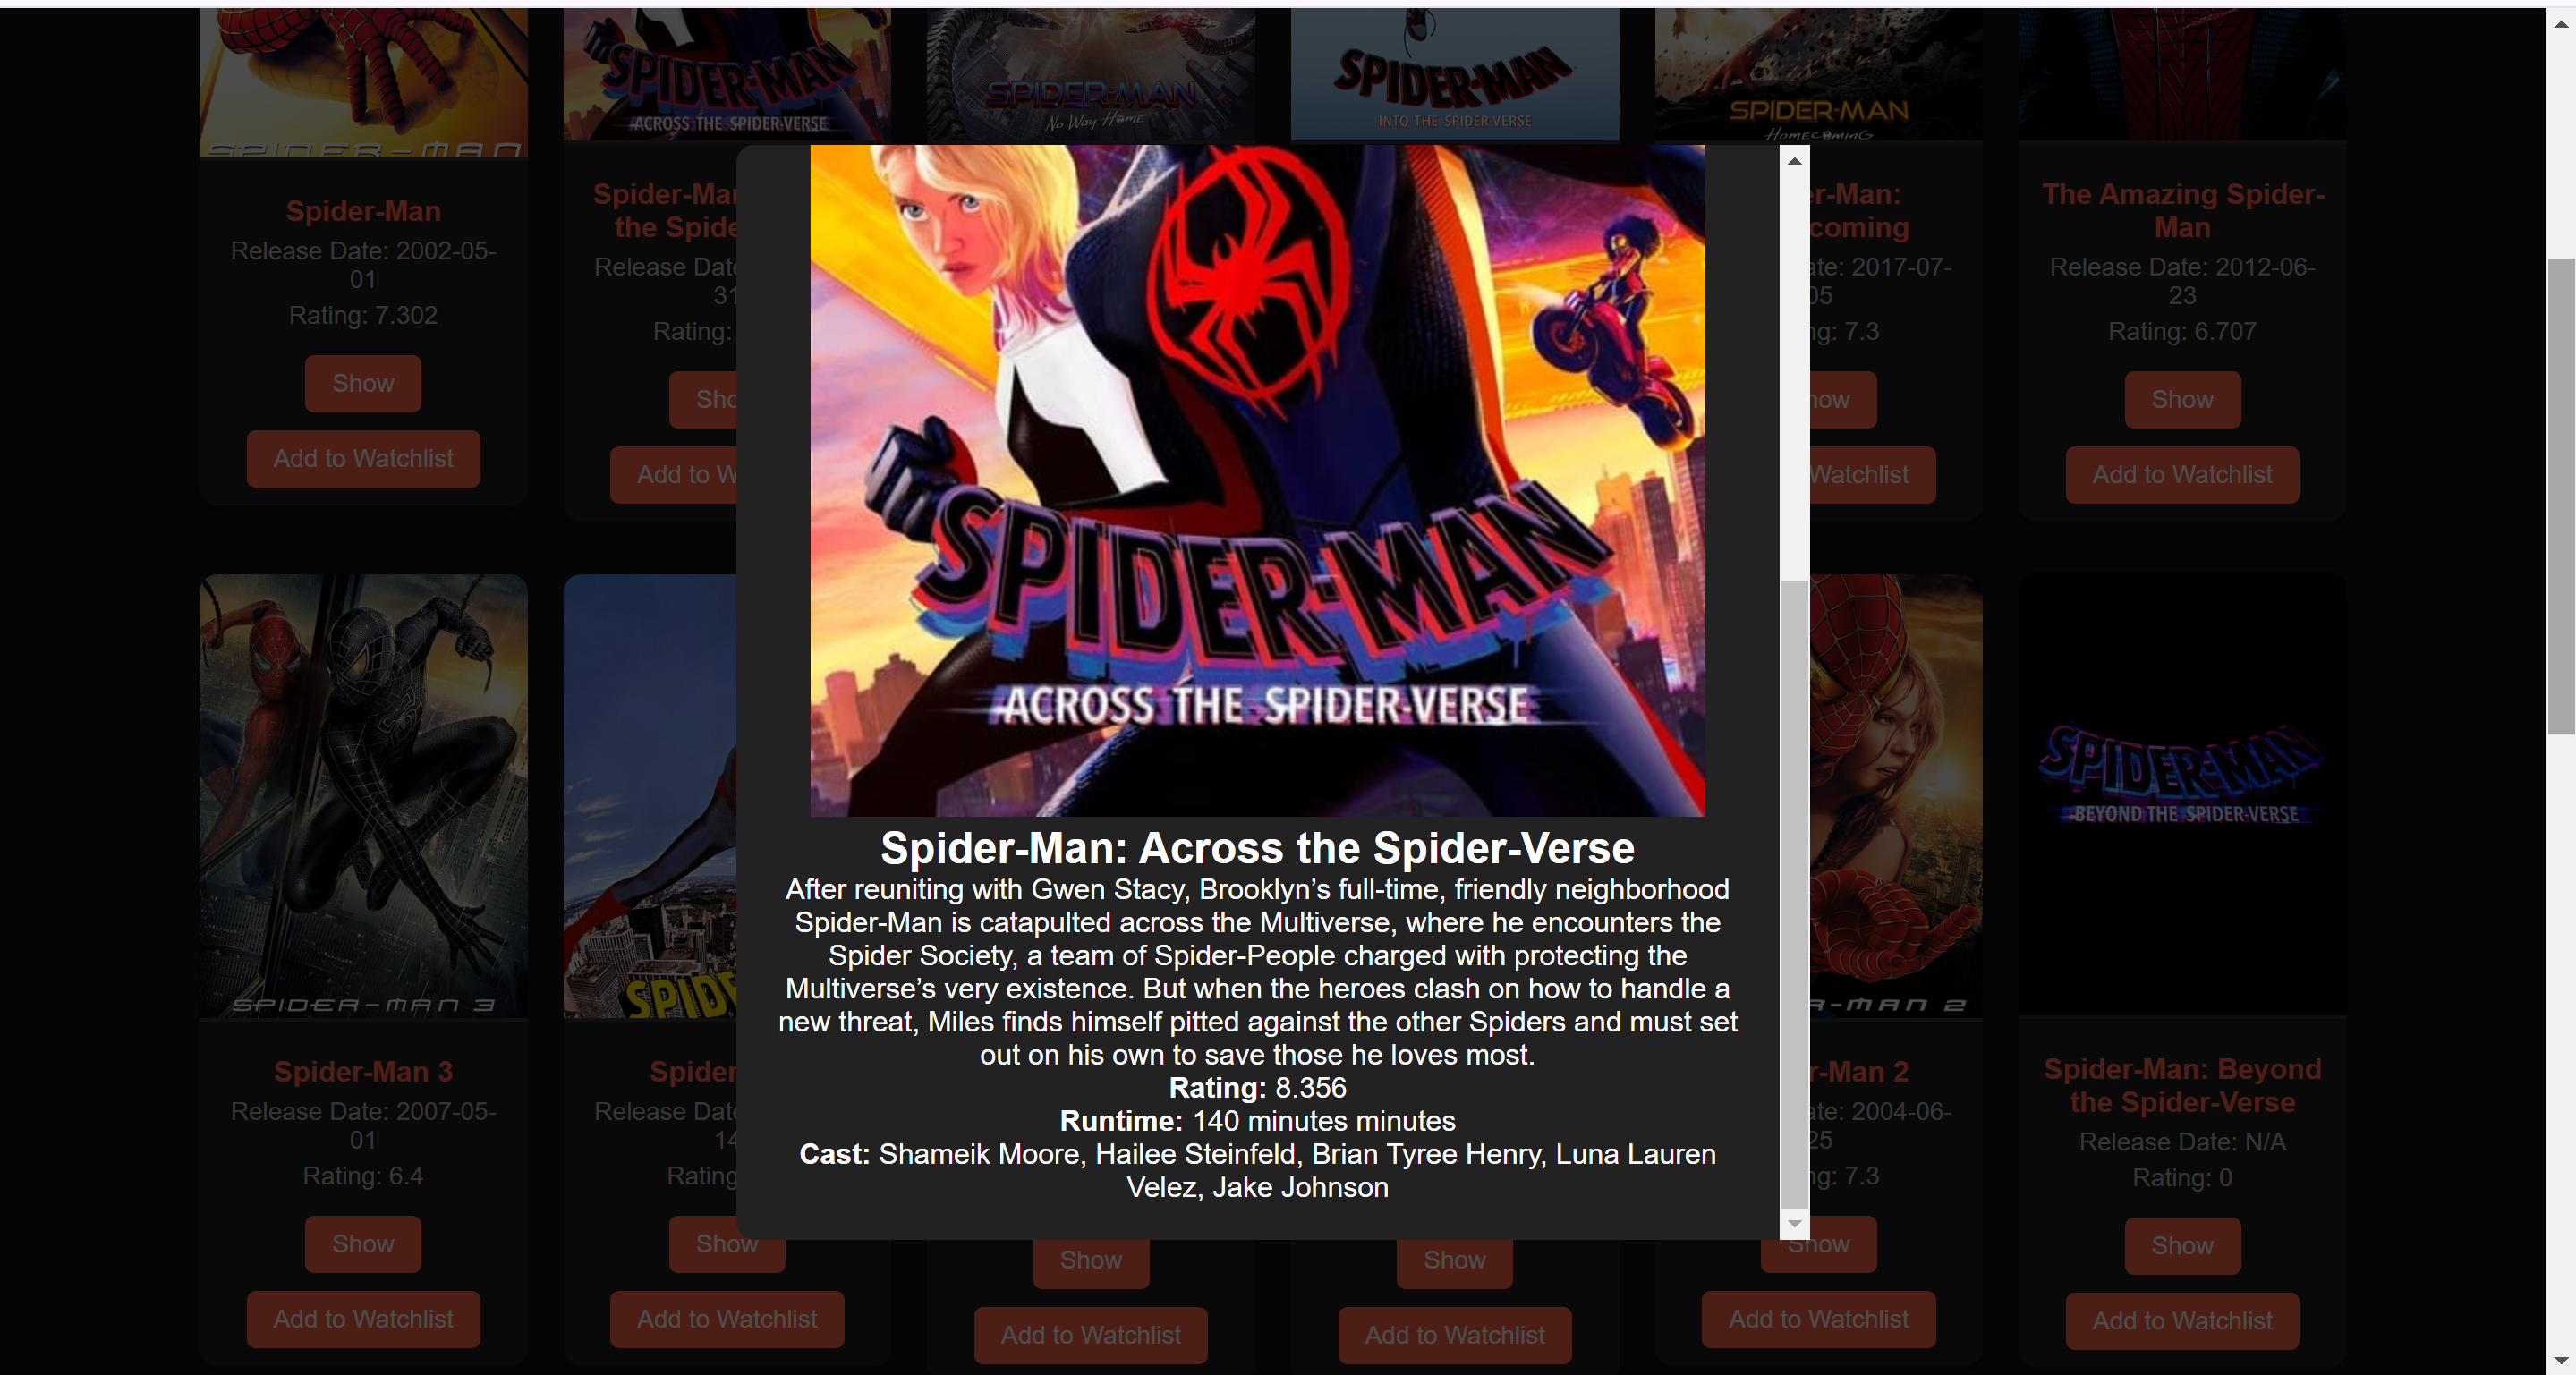 SPIDER-MAN
SPIDER-MAN
ACROSS THE SPIDER-VERSE
SPIDER-MAN
No Way Home
SPIDER-MAN
INTO THE SPIDER-VERSE
SPIDER-MAN
HOMECOMING
Spider-Man
Release Date: 2002-05-
01
Rating: 7.302
Show
Add to Watchlist
Spider-Man
the Spide
Release Date
31
Rating:
Sho
Add to W
r-Man:
coming
ate: 2017-07-
05
ng: 7.3
how
Watchlist
The Amazing Spider-
Man
Release Date: 2012-06-
23
Rating: 6.707
Show
Add to Watchlist
SPIDER-MAN
ACROSS THE SPIDER-VERSE
Spider-Man: Across the Spider-Verse
After reuniting with Gwen Stacy, Brooklyn’s full-time, friendly neighborhood
Spider-Man is catapulted across the Multiverse, where he encounters the
Spider Society, a team of Spider-People charged with protecting the
Multiverse’s very existence. But when the heroes clash on how to handle a
new threat, Miles finds himself pitted against the other Spiders and must set
out on his own to save those he loves most.
Rating: 8.356
Runtime: 140 minutes minutes
Cast: Shameik Moore, Hailee Steinfeld, Brian Tyree Henry, Luna Lauren
Velez, Jake Johnson
SPIDER-MAN 3
SPID
R-MAN 2
SPIDER-MAN
BEYOND THE SPIDER-VERSE
Spider-Man 3
Release Date: 2007-05-
01
Rating: 6.4
Show
Add to Watchlist
Spider
Release Date
14
Rating
Show
Add to Watchlist
Show
Add to Watchlist
Show
Add to Watchlist
r-Man 2
ate: 2004-06-
25
ng: 7.3
Show
Add to Watchlist
Spider-Man: Beyond
the Spider-Verse
Release Date: N/A
Rating: 0
Show
Add to Watchlist